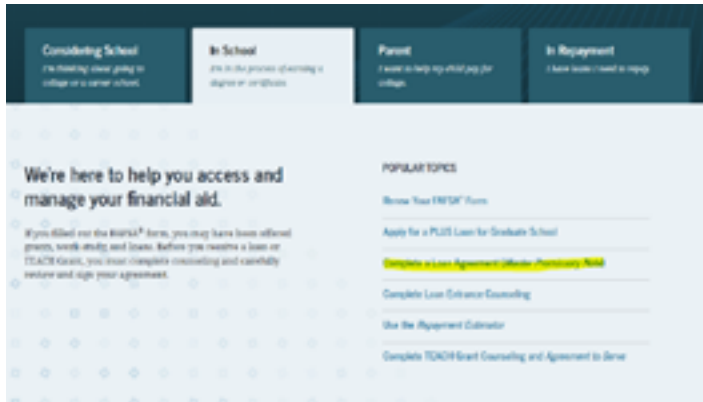 Considering School
I'm thinking about going to
college or a career school.
In School
I'm in the process of earning a
degree or certificate.
Parent
I want to help my child pay for
college.
In Repayment
I have loans I need to repay.
We're here to help you access and
manage your financial aid.
If you filled out the FAFSA® form, you may have been offered
grants, work-study, and loans. Before you receive a loan or
TEACH Grant, you must complete counseling and carefully
review and sign your agreement.
POPULAR TOPICS
Renew Your FAFSA® Form
Apply for a PLUS Loan for Graduate School
Complete a Loan Agreement (Master Promissory Note)
Complete Loan Entrance Counseling
Use the Repayment Estimator
Complete TEACH Grant Counseling and Agreement to Serve